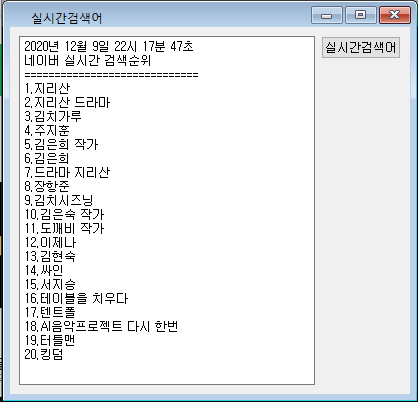 실시간검색어
2020년 12월 9일 22시 17분 47초
네이버 실시간 검색순위
=============================
1,지리산
2,지리산 드라마
3,김치가루
4,주지훈
5,김은희 작가
6,김은희
7,드라마 지리산
8,장항준
9,김치시즈닝
10,김은숙 작가
11,도깨비 작가
12,이제나
13,김현숙
14,싸인
15,서지승
16,테이블을 치우다
17,텐트폴
18,AI음악프로젝트 다시 한번
19,터틀맨
20,킹덤
실시간검색어